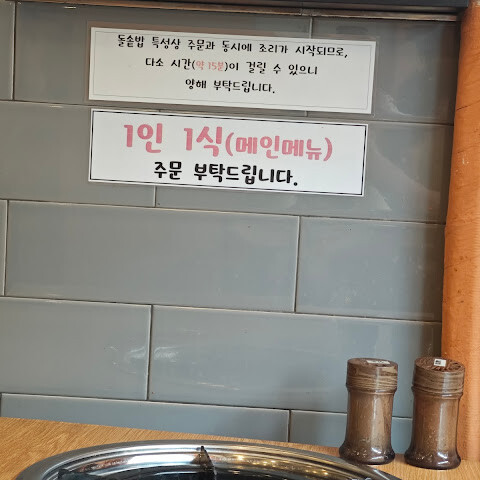 돌솥밥 특성상 주문과 동시에 조리가 시작되므로,
다소 시간(약 15분)이 걸릴 수 있으니
양해 부탁드립니다.
1인 1식(메인메뉴)
주문 부탁드립니다.